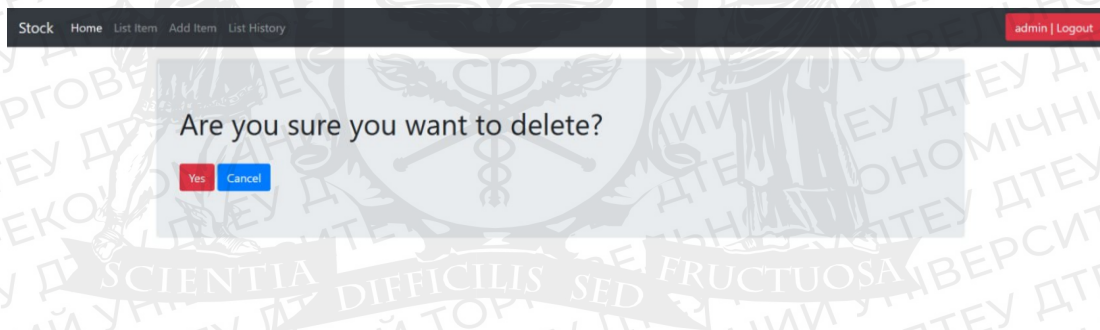 Stock Home List Item Add Item List History admin | Logout
Are you sure you want to delete?
Yes Cancel
SCIENTIA DIFFICILIS SED FRUCTUOSA